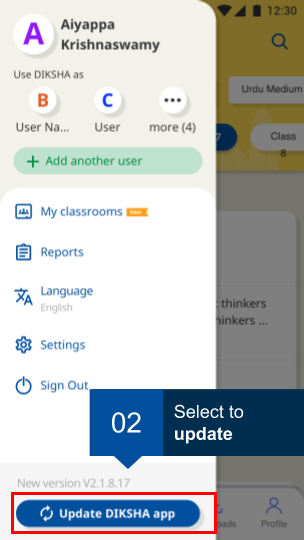 12:30
A
Aiyappa
Krishnaswamy
Use DIKSHA as
B
C
User Na...
User
more (4)
+ Add another user
Urdu Medium
7
Class
8
My classrooms New
Reports
Language
English
Settings
Sign Out
thinkers
thinkers ...
02
Select to
update
New version V2.1.8.17
Update DIKSHA app
Profile